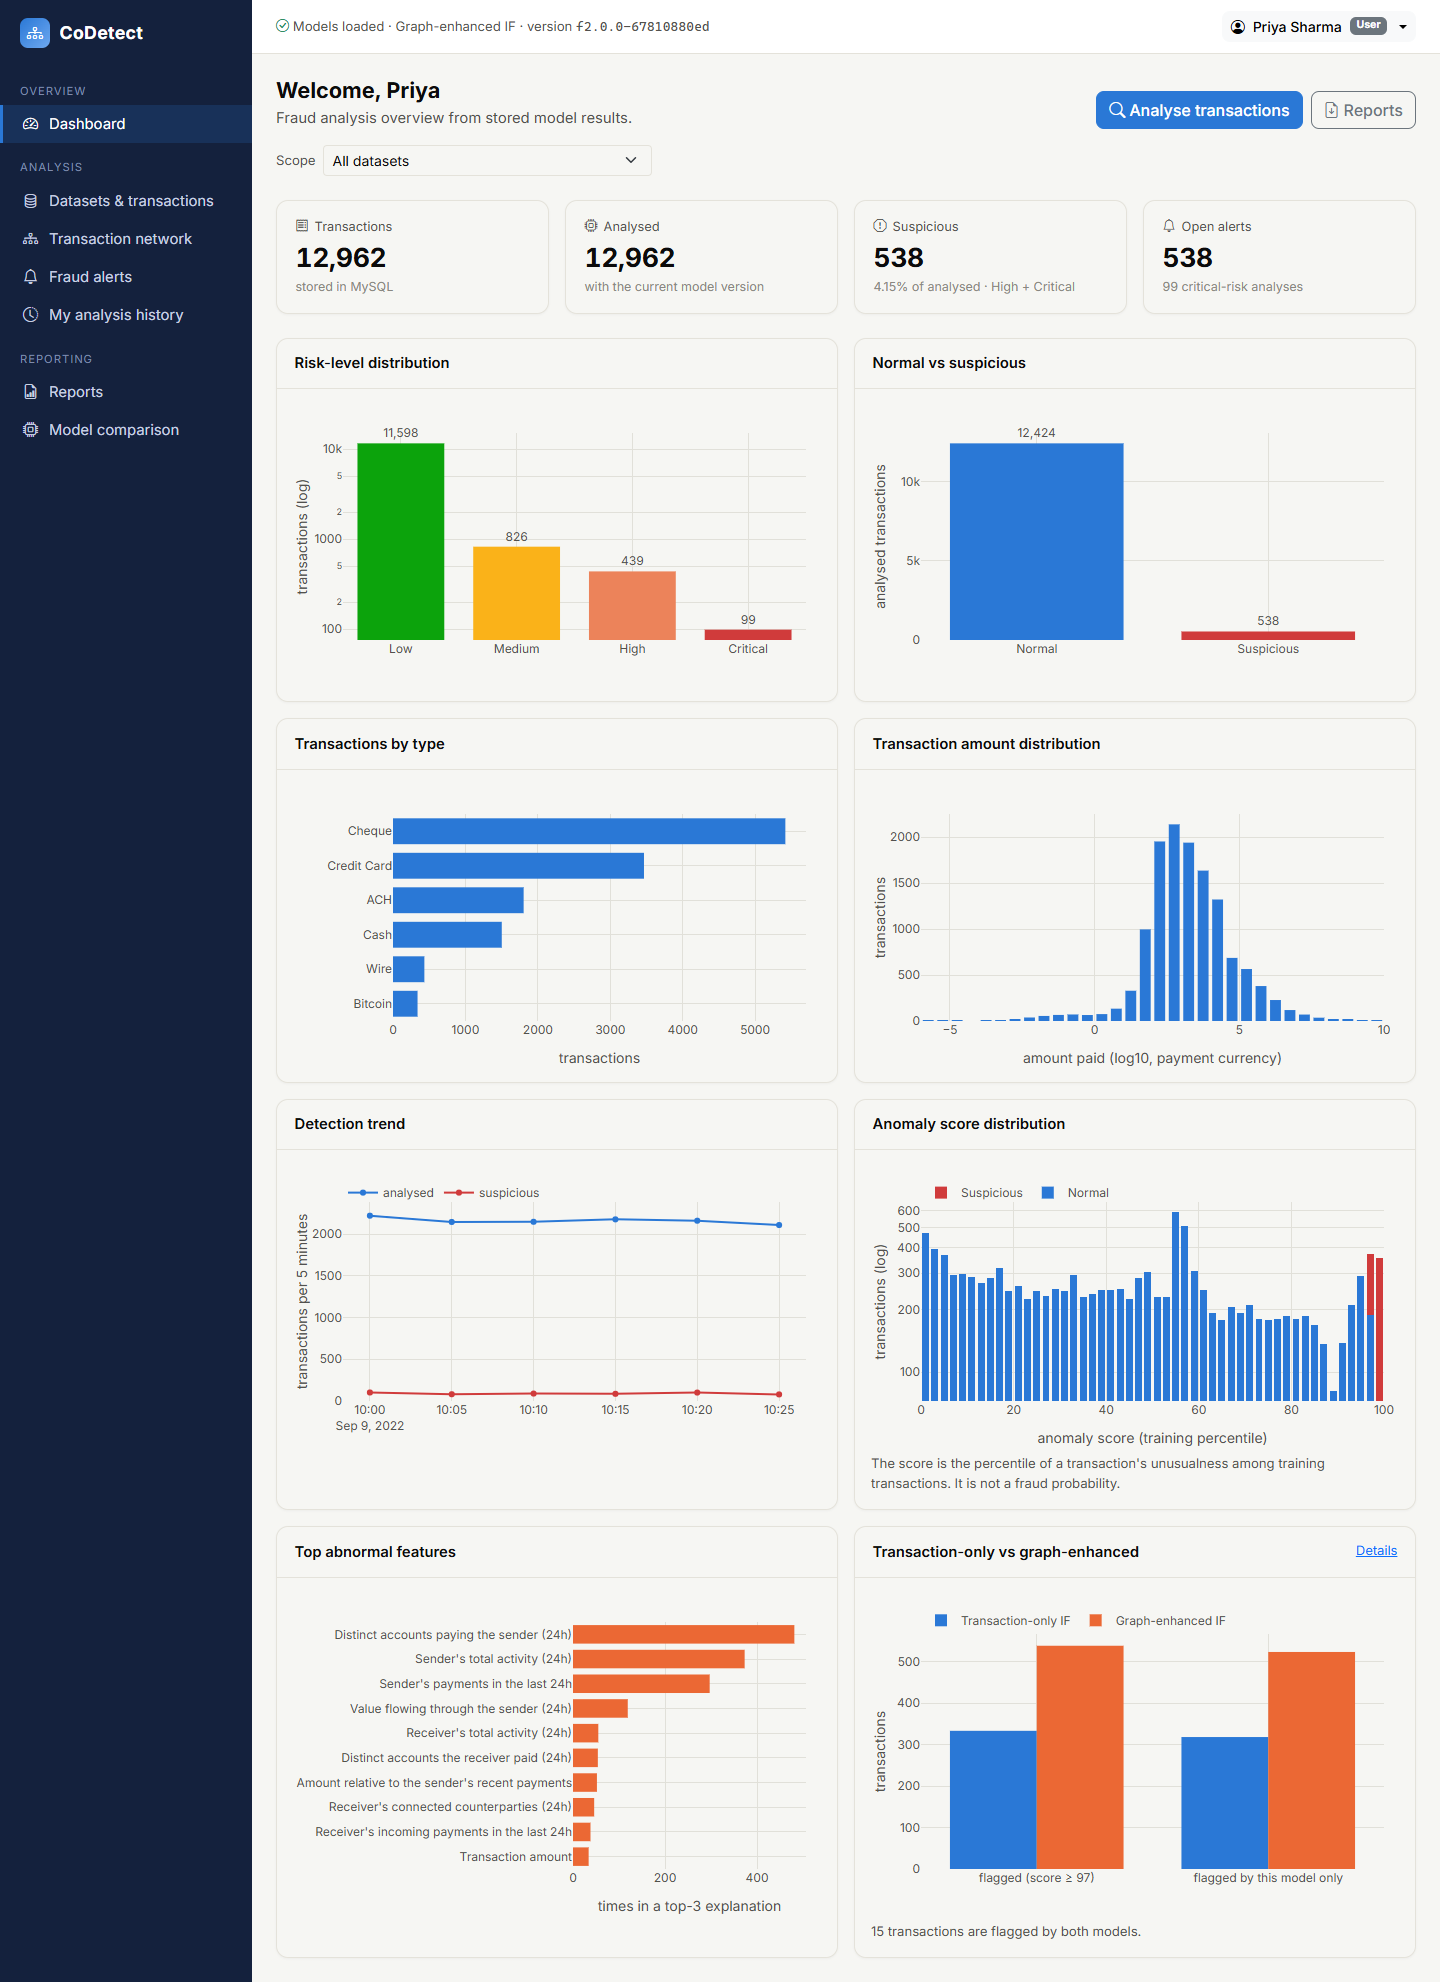 CoDetect
Models loaded · Graph-enhanced IF · version f2.0.0-67810880ed
Priya Sharma User
OVERVIEW
Dashboard
ANALYSIS
Datasets & transactions
Transaction network
Fraud alerts
My analysis history
REPORTING
Reports
Model comparison
Welcome, Priya
Fraud analysis overview from stored model results.
Analyse transactions
Reports
Scope All datasets
Transactions
12,962
stored in MySQL
Analysed
12,962
with the current model version
Suspicious
538
4.15% of analysed · High + Critical
Open alerts
538
99 critical-risk analyses
Risk-level distribution
transactions (log)
10k
5
2
1000
5
2
100
11,598
826
439
99
Low Medium High Critical
Normal vs suspicious
analysed transactions
10k
5k
0
12,424
538
Normal Suspicious
Transactions by type
Cheque
Credit Card
ACH
Cash
Wire
Bitcoin
0 1000 2000 3000 4000 5000
transactions
Transaction amount distribution
transactions
2000
1500
1000
500
0
−5 0 5 10
amount paid (log10, payment currency)
Detection trend
analysed suspicious
transactions per 5 minutes
2000
1500
1000
500
0
10:00 10:05 10:10 10:15 10:20 10:25
Sep 9, 2022
Anomaly score distribution
Suspicious Normal
transactions (log)
600
500
400
300
200
100
0 20 40 60 80 100
anomaly score (training percentile)
The score is the percentile of a transaction's unusualness among training
transactions. It is not a fraud probability.
Top abnormal features
Distinct accounts paying the sender (24h)
Sender's total activity (24h)
Sender's payments in the last 24h
Value flowing through the sender (24h)
Receiver's total activity (24h)
Distinct accounts the receiver paid (24h)
Amount relative to the sender's recent payments
Receiver's connected counterparties (24h)
Receiver's incoming payments in the last 24h
Transaction amount
0 200 400
times in a top-3 explanation
Transaction-only vs graph-enhanced
Details
Transaction-only IF Graph-enhanced IF
transactions
500
400
300
200
100
0
flagged (score ≥ 97) flagged by this model only
15 transactions are flagged by both models.